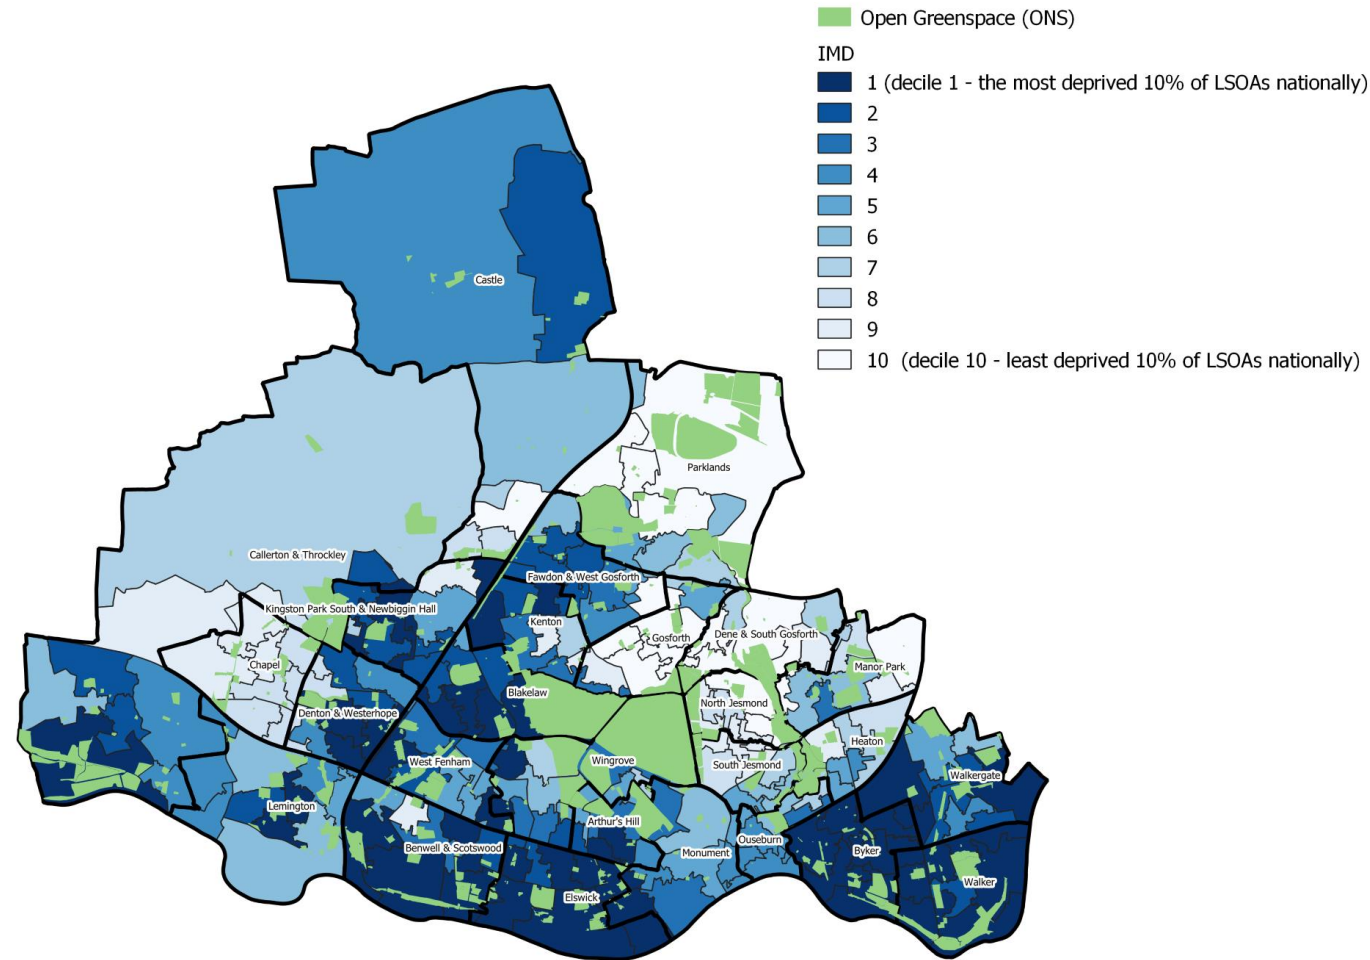 Open Greenspace (ONS)
IMD
1 (decile 1 - the most deprived 10% of LSOAs nationally)
2
3
4
5
6
7
8
9
10 (decile 10 - least deprived 10% of LSOAs nationally)
Castle
Parklands
Callerton & Throckley
Fawdon & West Gosforth
Kingston Park South & Newbiggin Hall
Kenton
Gosforth
Dene & South Gosforth
Chapel
Manor Park
Blakelaw
North Jesmond
Denton & Westerhope
Heaton
West Fenham
Wingrove
South Jesmond
Walkergate
Lemington
Arthur's Hill
Ouseburn
Benwell & Scotswood
Monument
Byker
Walker
Elswick